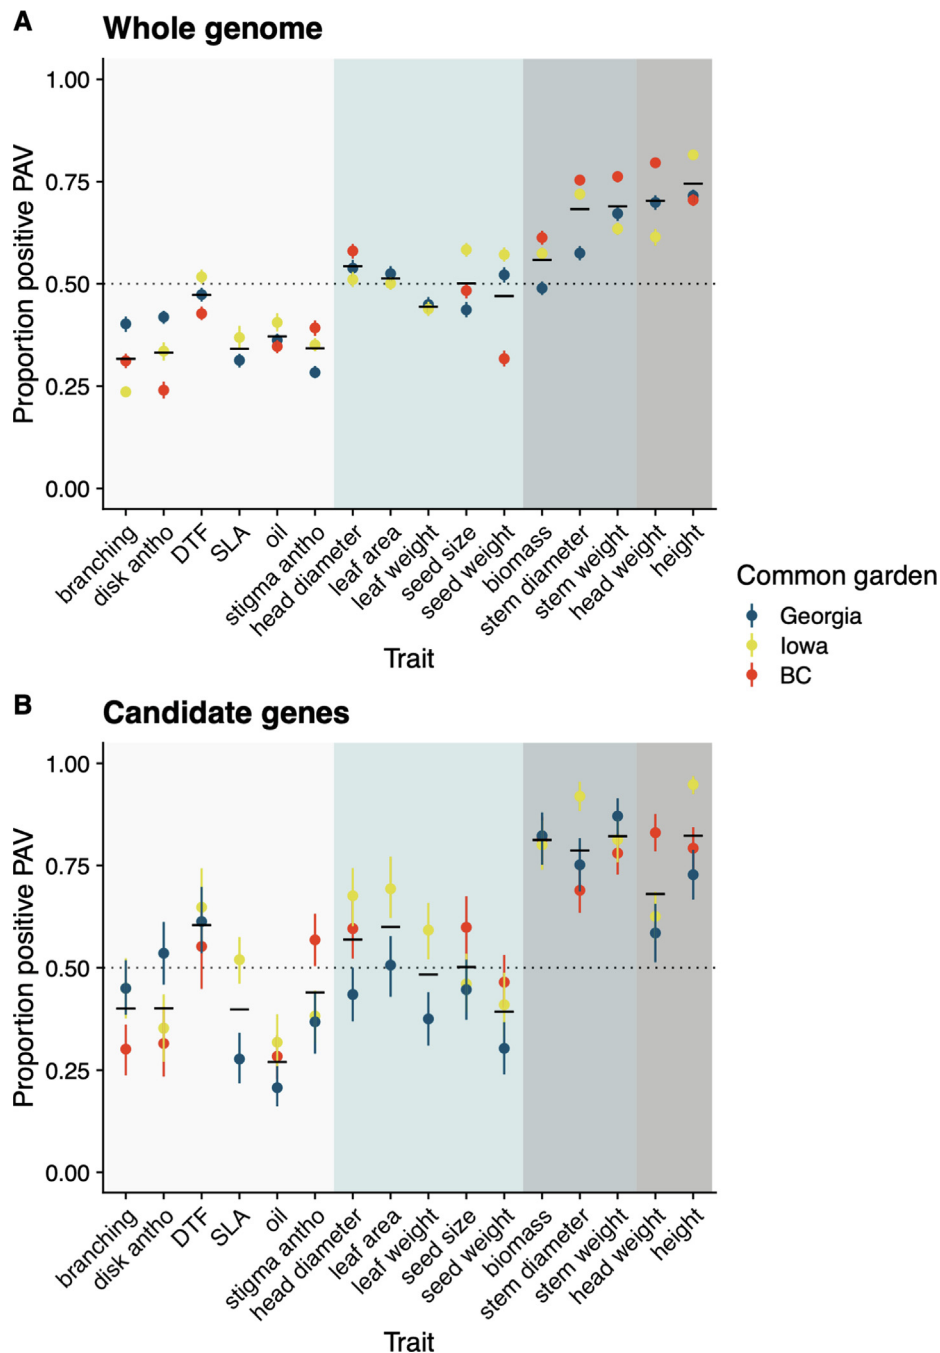 A
Whole genome
Proportion positive PAV
1.00
0.75
0.50
0.25
0.00
branching
disk antho
DTF
SLA
oil
stigma antho
head diameter
leaf area
leaf weight
seed size
seed weight
biomass
stem diameter
stem weight
head weight
height
Trait
Common garden
Georgia
Iowa
BC
B
Candidate genes
Proportion positive PAV
1.00
0.75
0.50
0.25
0.00
branching
disk antho
DTF
SLA
oil
stigma antho
head diameter
leaf area
leaf weight
seed size
seed weight
biomass
stem diameter
stem weight
head weight
height
Trait